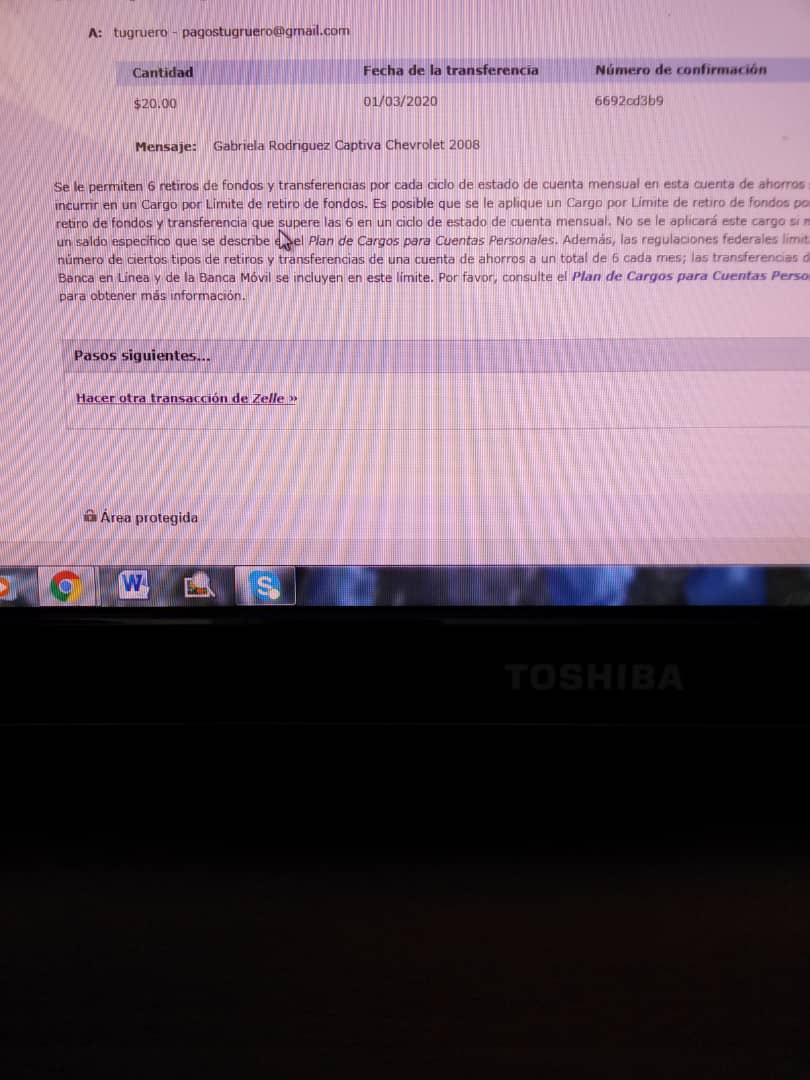 A: tugruero - pagostugruero@gmail.com
Cantidad Fecha de la transferencia Número de confirmación
$20.00 01/03/2020 6692cd3b9
Mensaje: Gabriela Rodriguez Captiva Chevrolet 2008
Se le permiten 6 retiros de fondos y transferencias por cada ciclo de estado de cuenta mensual en esta cuenta de ahorros
incurrir en un Cargo por Límite de retiro de fondos. Es posible que se le aplique un Cargo por Límite de retiro de fondos po
retiro de fondos y transferencia que supere las 6 en un ciclo de estado de cuenta mensual. No se le aplicará este cargo si m
un saldo específico que se describe el Plan de Cargos para Cuentas Personales. Además, las regulaciones federales limita
número de ciertos tipos de retiros y transferencias de una cuenta de ahorros a un total de 6 cada mes; las transferencias d
Banca en Línea y de la Banca Móvil se incluyen en este límite. Por favor, consulte el Plan de Cargos para Cuentas Perso
para obtener más información.
Pasos siguientes...
Hacer otra transacción de Zelle »
Área protegida
W S
TOSHIBA